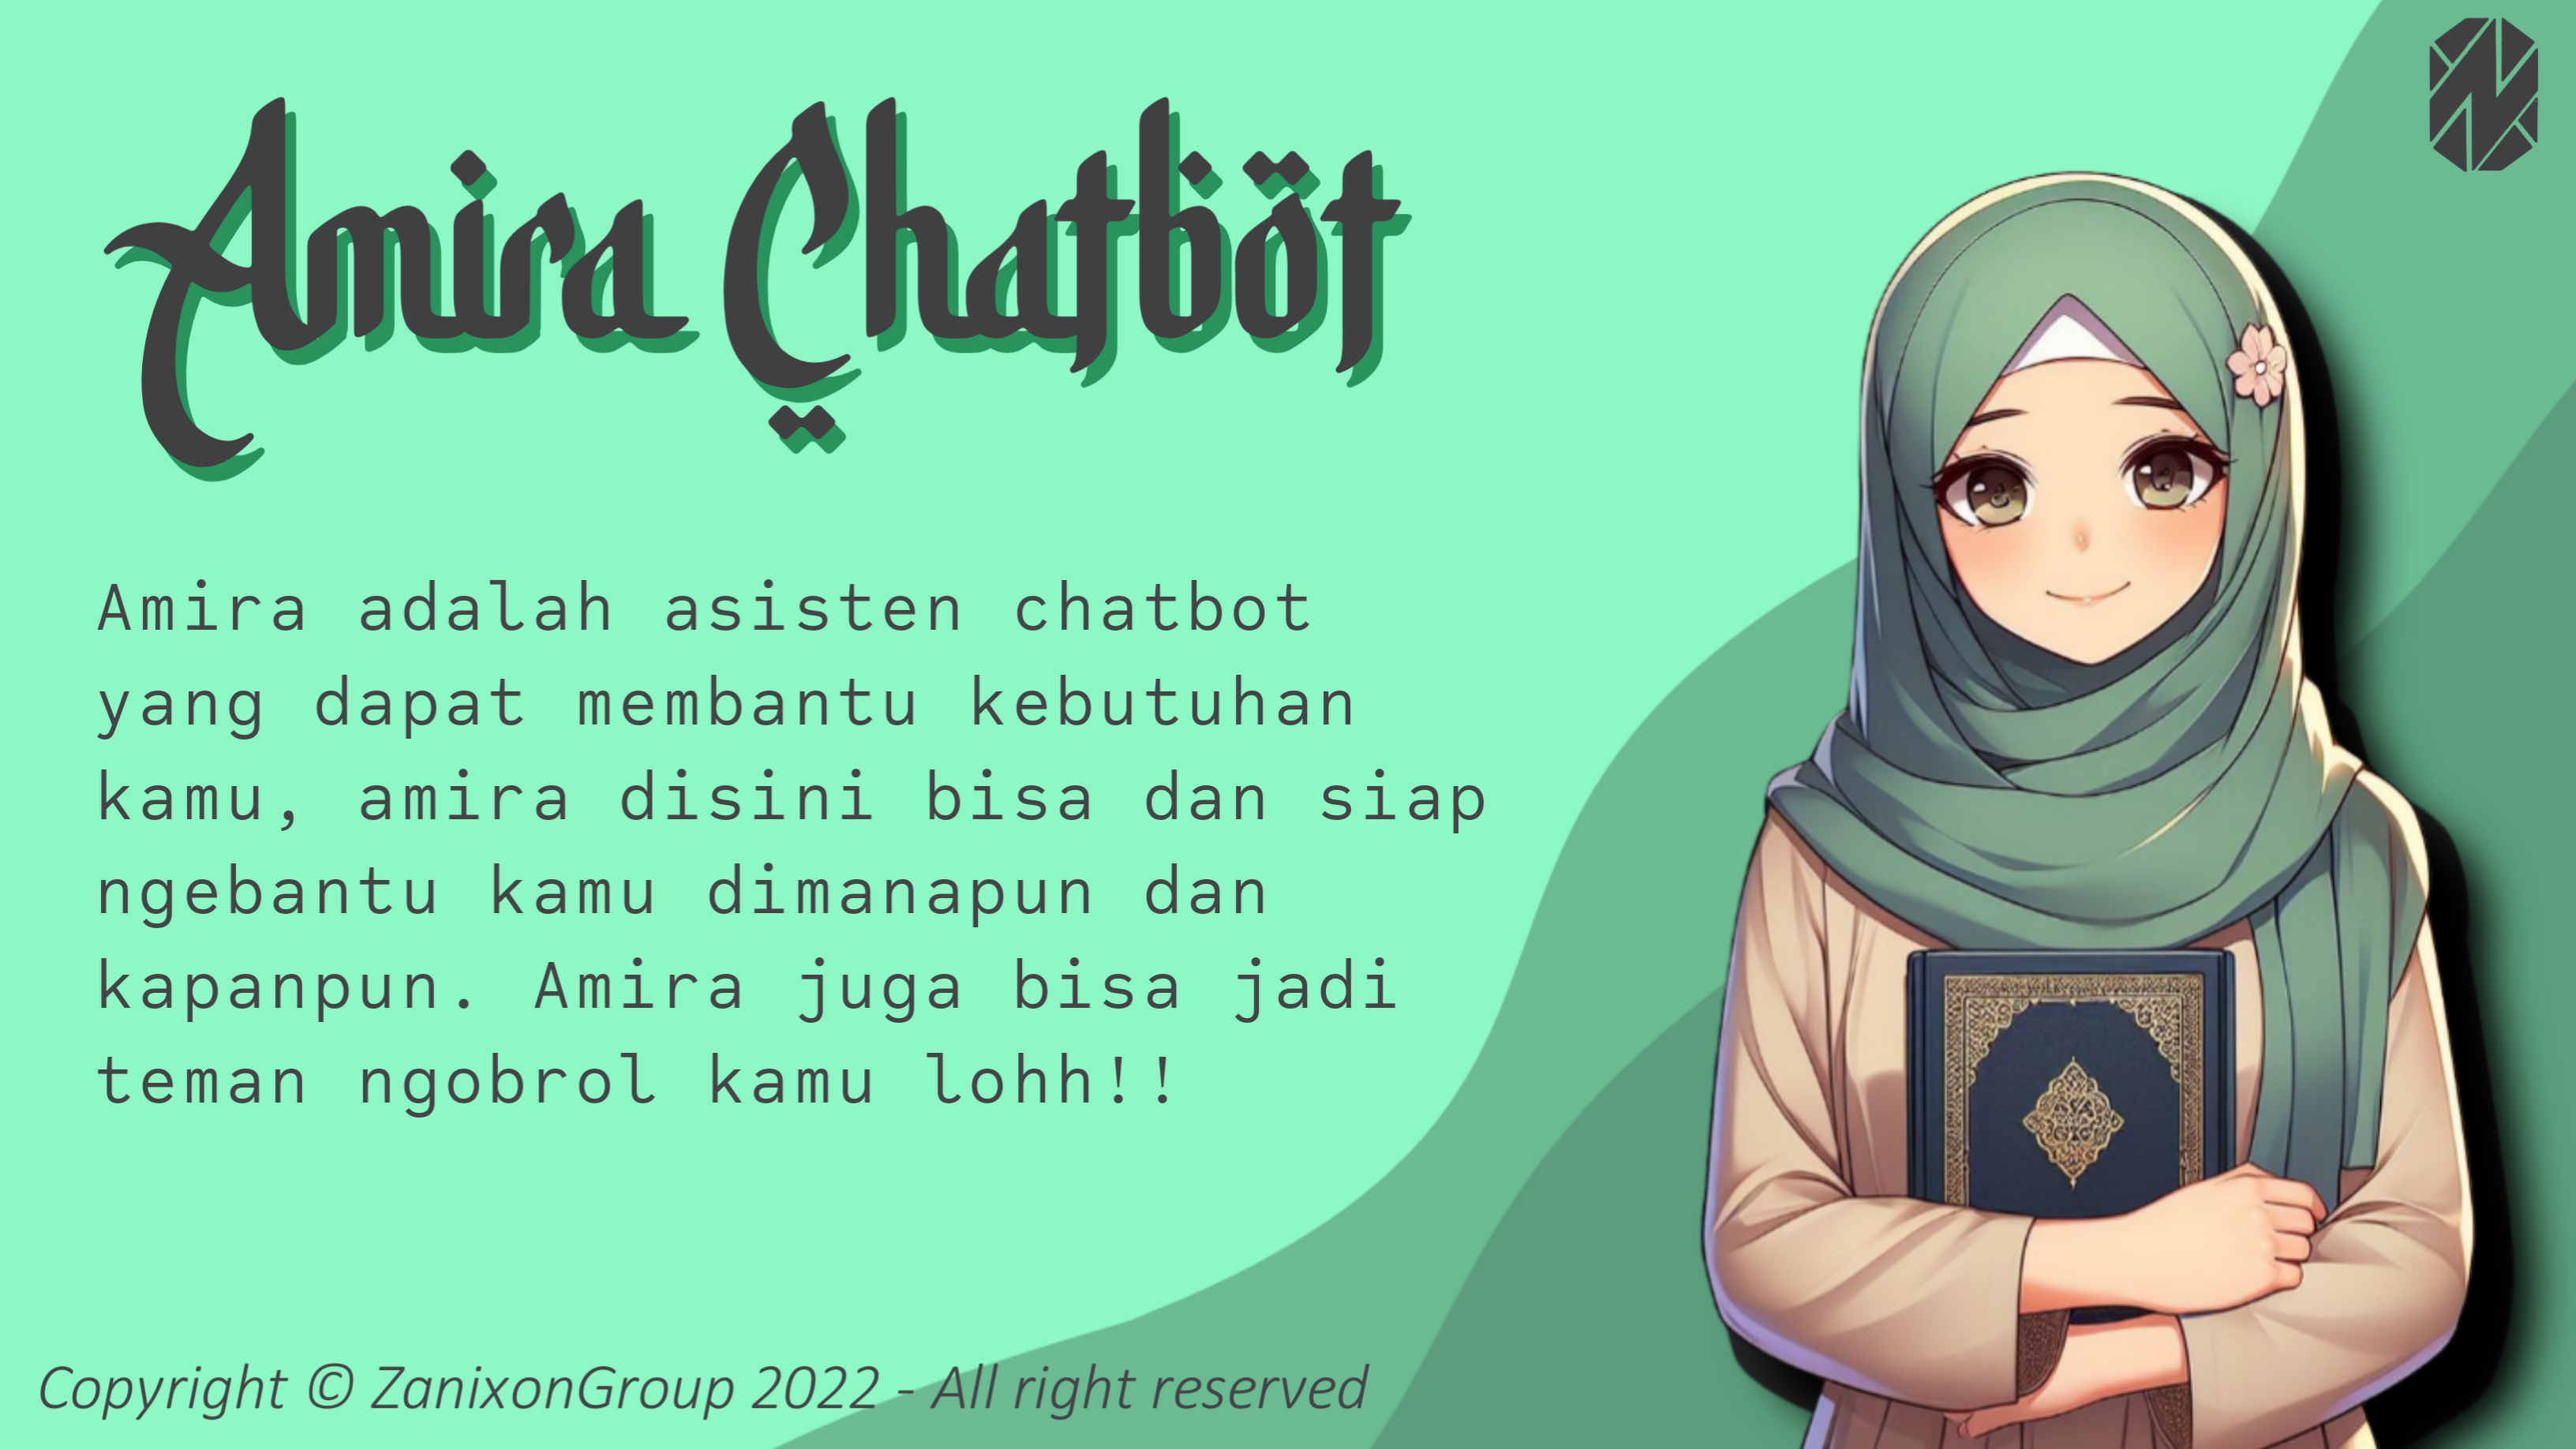 Amira Chatbot
Amira adalah asisten chatbot
yang dapat membantu kebutuhan
kamu, amira disini bisa dan siap
ngebantu kamu dimanapun dan
kapanpun. Amira juga bisa jadi
teman ngobrol kamu lohh!!
Copyright © ZanixonGroup 2022 - All right reserved